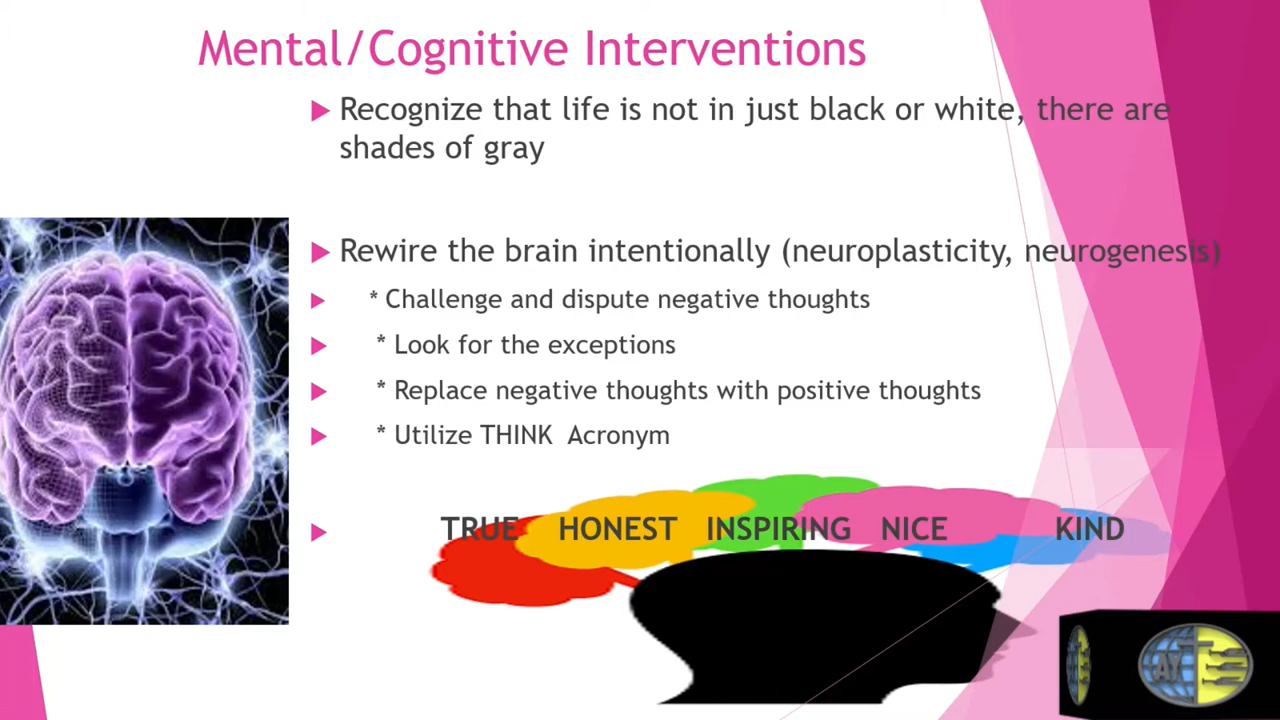 Mental/Cognitive Interventions
Recognize that life is not in just black or white, there are
shades of gray
Rewire the brain intentionally (neuroplasticity, neurogenesis)
* Challenge and dispute negative thoughts
* Look for the exceptions
* Replace negative thoughts with positive thoughts
* Utilize THINK Acronym
TRUE HONEST INSPIRING NICE KIND
AY